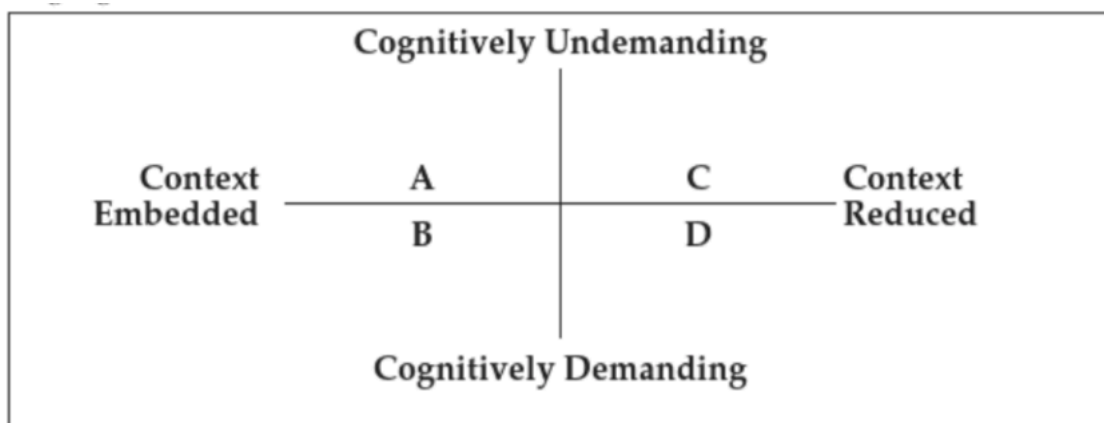 Cognitively Undemanding
Context
Embedded
A
C
Context
Reduced
B
D
Cognitively Demanding